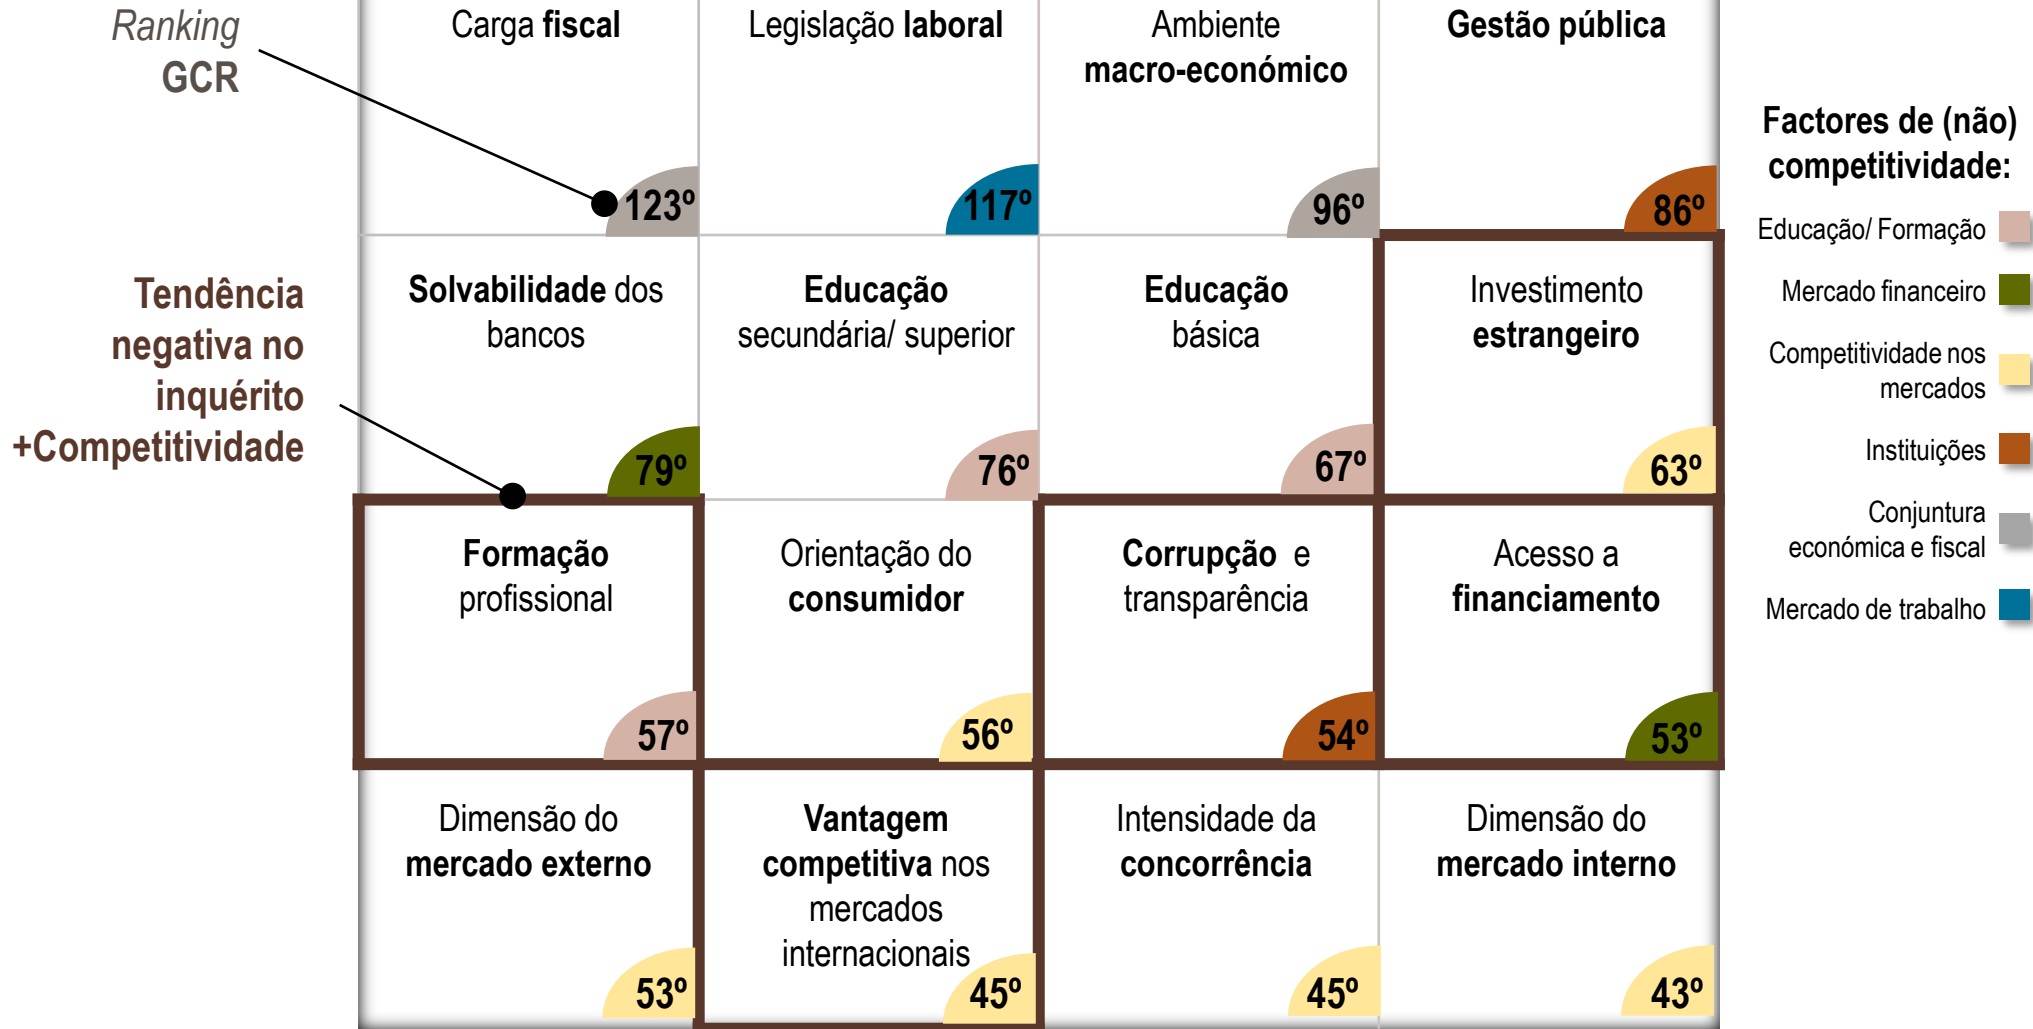 Ranking
GCR
Carga fiscal
Legislação laboral
Ambiente
macro-económico
Gestão pública
123º
117º
96º
86º
Tendência
negativa no
inquérito
+Competitividade
Solvabilidade dos
bancos
Educação
secundária/ superior
Educação
básica
Investimento
estrangeiro
79º
76º
67º
63º
Formação
profissional
Orientação do
consumidor
Corrupção e
transparência
Acesso a
financiamento
57º
56º
54º
53º
Dimensão do
mercado externo
Vantagem
competitiva nos
mercados
internacionais
Intensidade da
concorrência
Dimensão do
mercado interno
53º
45º
45º
43º
Factores de (não)
competitividade:
Educação/ Formação
Mercado financeiro
Competitividade nos
mercados
Instituições
Conjuntura
económica e fiscal
Mercado de trabalho